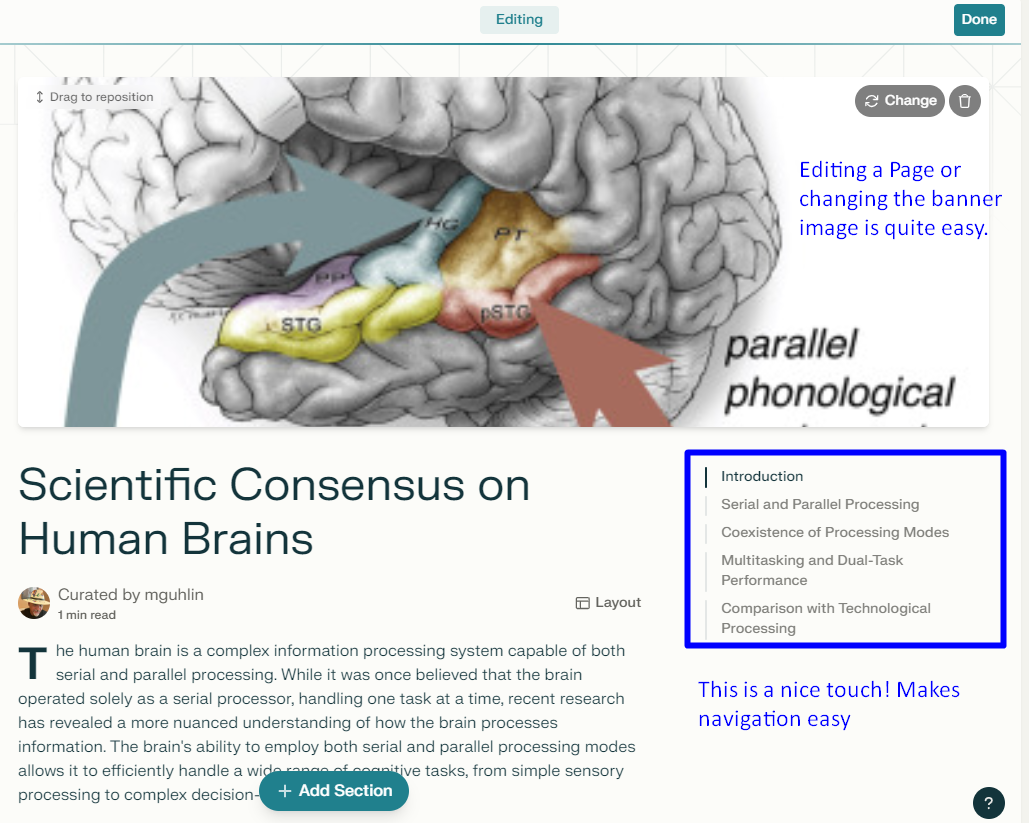 Editing
Done
Drag to reposition
Change
Editing a Page or
changing the banner
image is quite easy.
HG
PT
PP
STG
pSTG
parallel
phonological
Scientific Consensus on
Human Brains
Curated by mguhlin
1 min read
Layout
The human brain is a complex information processing system capable of both
serial and parallel processing. While it was once believed that the brain
operated solely as a serial processor, handling one task at a time, recent research
has revealed a more nuanced understanding of how the brain processes
information. The brain's ability to employ both serial and parallel processing modes
allows it to efficiently handle a wide range of cognitive tasks, from simple sensory
processing to complex decision-
+ Add Section
Introduction
Serial and Parallel Processing
Coexistence of Processing Modes
Multitasking and Dual-Task
Performance
Comparison with Technological
Processing
This is a nice touch! Makes
navigation easy
?